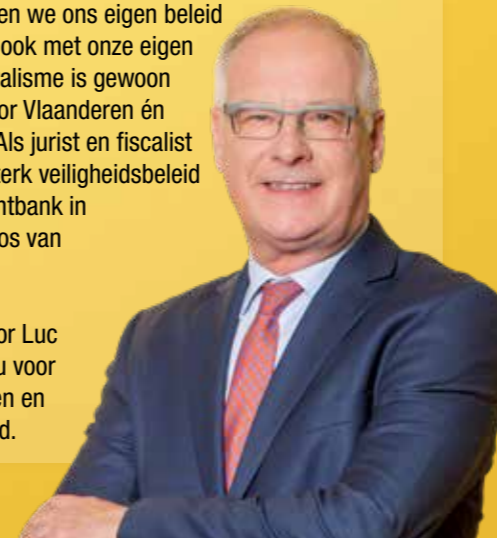 en we ons eigen beleid
ook met onze eigen
alisme is gewoon
or Vlaanderen én
Als jurist en fiscalist
terk veiligheidsbeleid
ntbank in
os van
or Luc
u voor
en en
d.